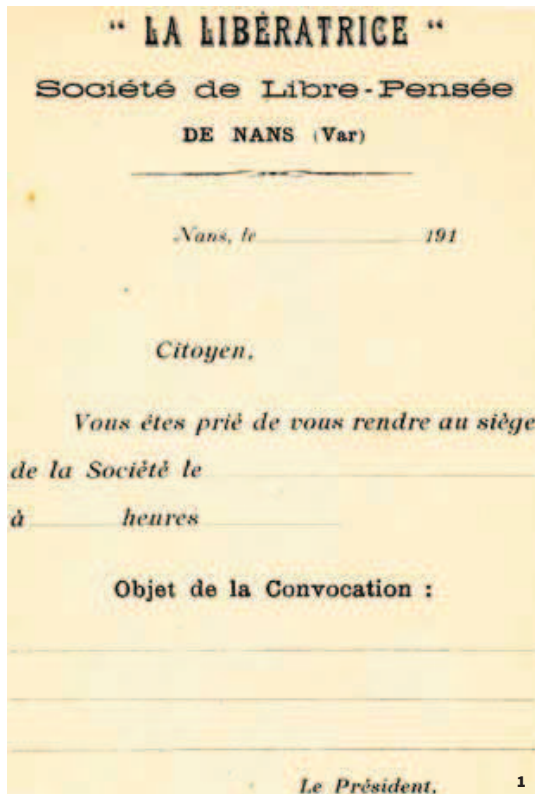 “ LA LIBÉRATRICE “
Société de Libre-Pensée
DE NANS (Var)
Nans, le 191
Citoyen,
Vous êtes prié de vous rendre au siège
de la Société le
à heures
Objet de la Convocation :
Le Président,
1